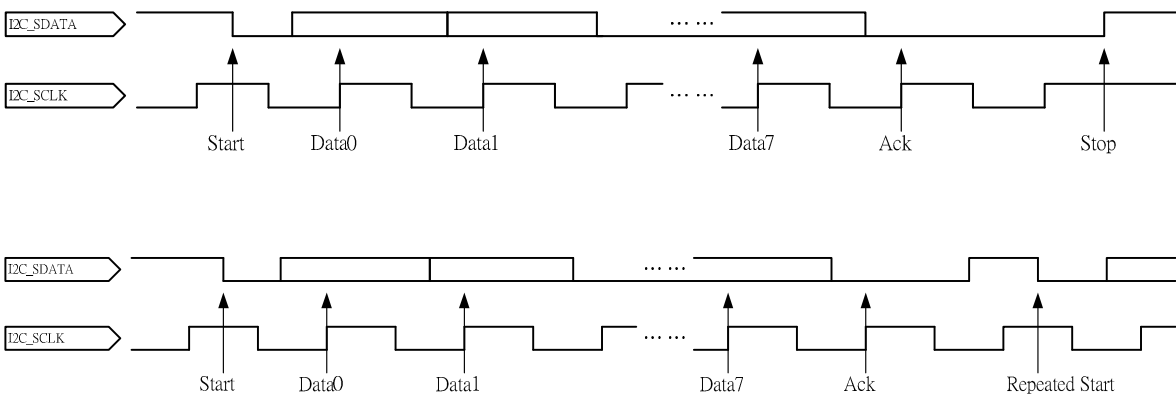 I2C_SDATA
... ...
I2C_SCLK
... ...
Start Data0 Data1 Data7 Ack Stop
I2C_SDATA
... ...
I2C_SCLK
... ...
Start Data0 Data1 Data7 Ack Repeated Start